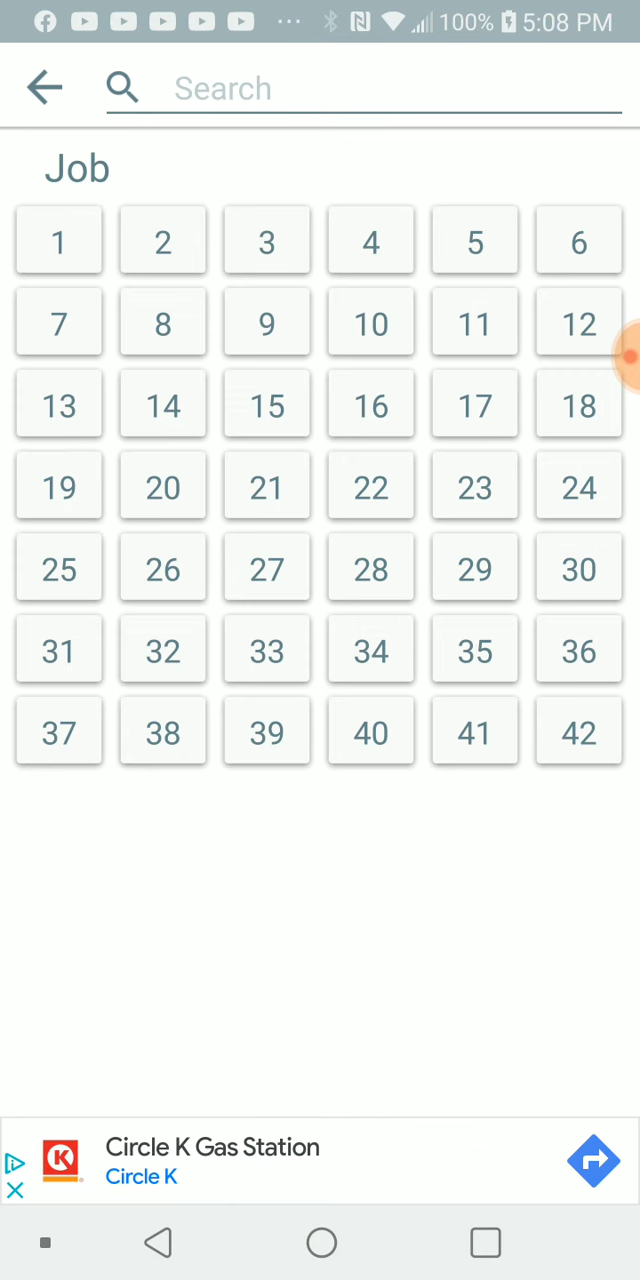 100% 5:08 PM
Search
Job
1 2 3 4 5 6
7 8 9 10 11 12
13 14 15 16 17 18
19 20 21 22 23 24
25 26 27 28 29 30
31 32 33 34 35 36
37 38 39 40 41 42
Circle K Gas Station
Circle K